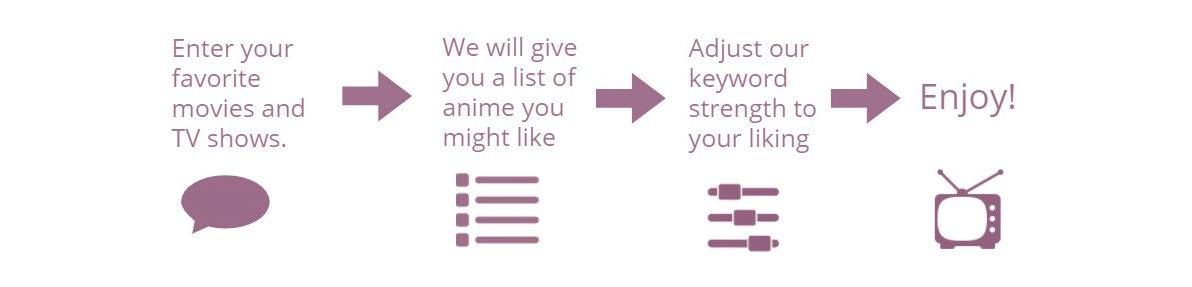 Enter your
favorite
movies and
TV shows.
We will give
you a list of
anime you
might like
Adjust our
keyword
strength to
your liking
Enjoy!